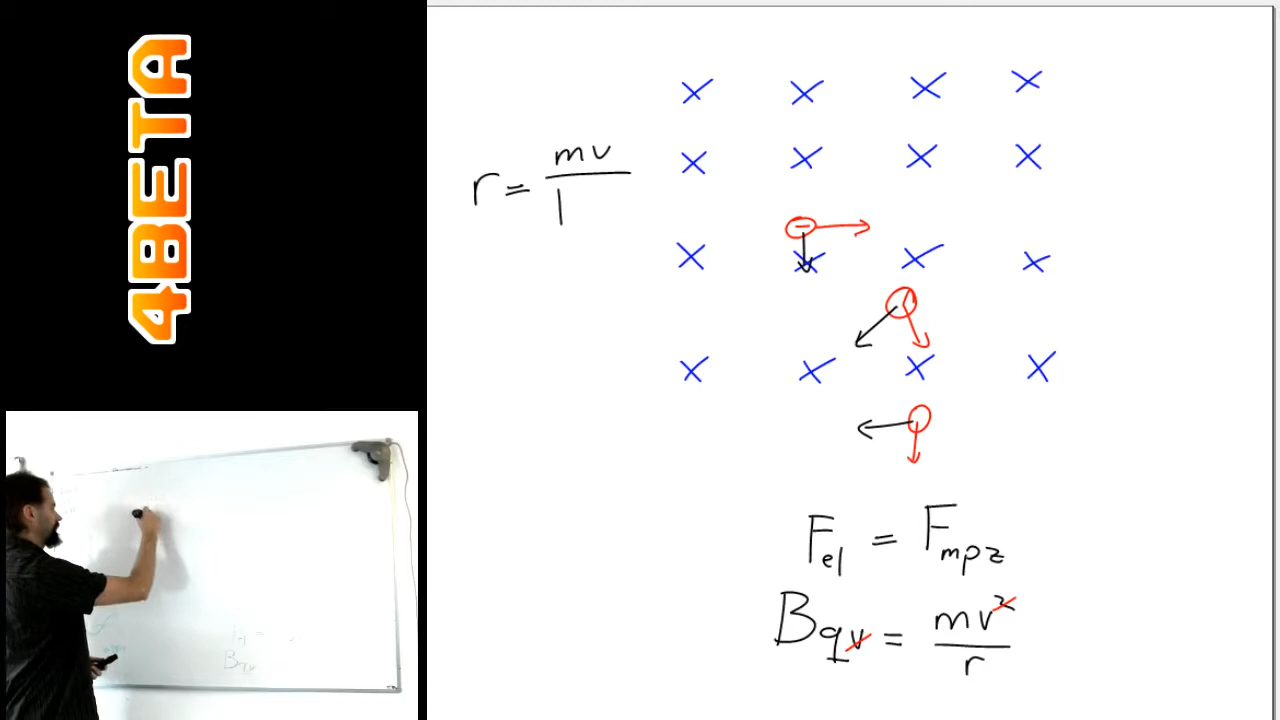 4BETA
r = mv / |
F_el = F_mpz
Bqv = mv² / r